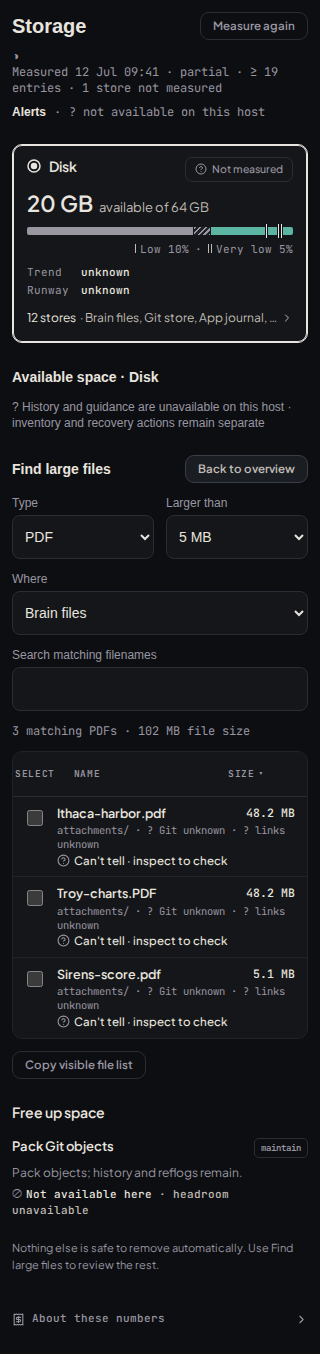 Storage
Measure again
Measured 12 Jul 09:41 · partial · ≥ 19
entries · 1 store not measured
Alerts · ? not available on this host
Disk
Not measured
20 GB available of 64 GB
Low 10% · Very low 5%
Trend unknown
Runway unknown
12 stores · Brain files, Git store, App journal, ...
Available space · Disk
? History and guidance are unavailable on this host ·
inventory and recovery actions remain separate
Find large files
Back to overview
Type
Larger than
PDF
5 MB
Where
Brain files
Search matching filenames
3 matching PDFs · 102 MB file size
SELECT NAME SIZE
Ithaca-harbor.pdf 48.2 MB
attachments/ · ? Git unknown · ? links
unknown
Can't tell · inspect to check
Troy-charts.PDF 48.2 MB
attachments/ · ? Git unknown · ? links
unknown
Can't tell · inspect to check
Sirens-score.pdf 5.1 MB
attachments/ · ? Git unknown · ? links
unknown
Can't tell · inspect to check
Copy visible file list
Free up space
Pack Git objects
maintain
Pack objects; history and reflogs remain.
Not available here · headroom
unavailable
Nothing else is safe to remove automatically. Use Find
large files to review the rest.
About these numbers